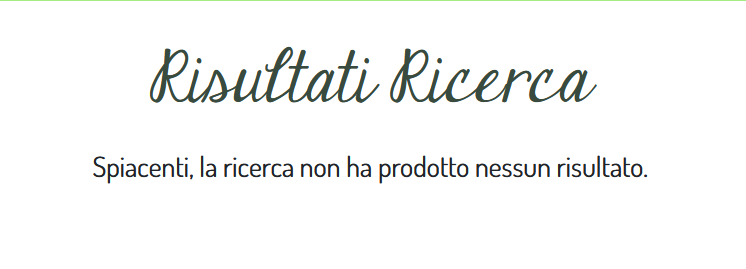 Risultati Ricerca
Spiacenti, la ricerca non ha prodotto nessun risultato.